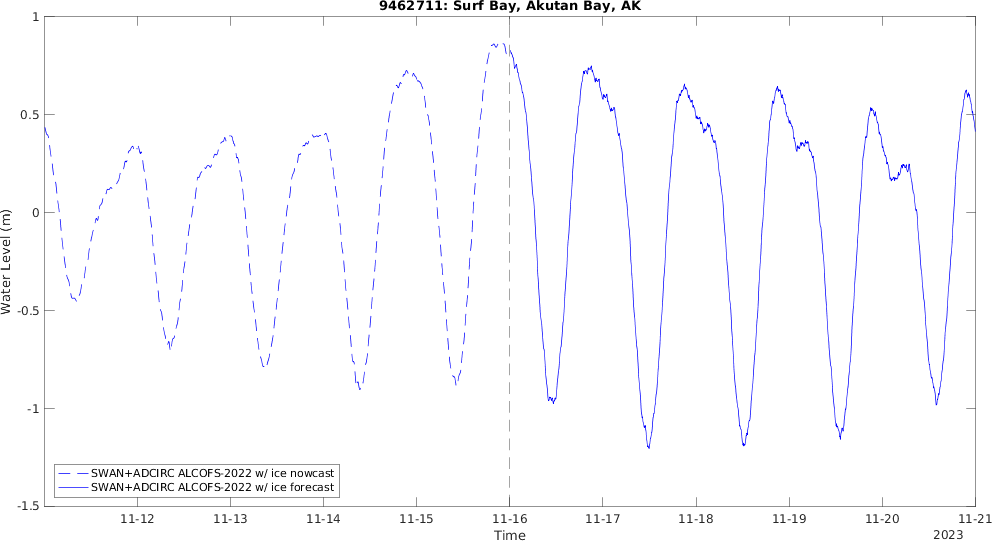 9462711: Surf Bay, Akutan Bay, AK
1
0.5
0
-0.5
-1
-1.5
Water Level (m)
SWAN+ADCIRC ALCOFS-2022 w/ ice nowcast
SWAN+ADCIRC ALCOFS-2022 w/ ice forecast
11-12 11-13 11-14 11-15 11-16 11-17 11-18 11-19 11-20 11-21
Time
2023